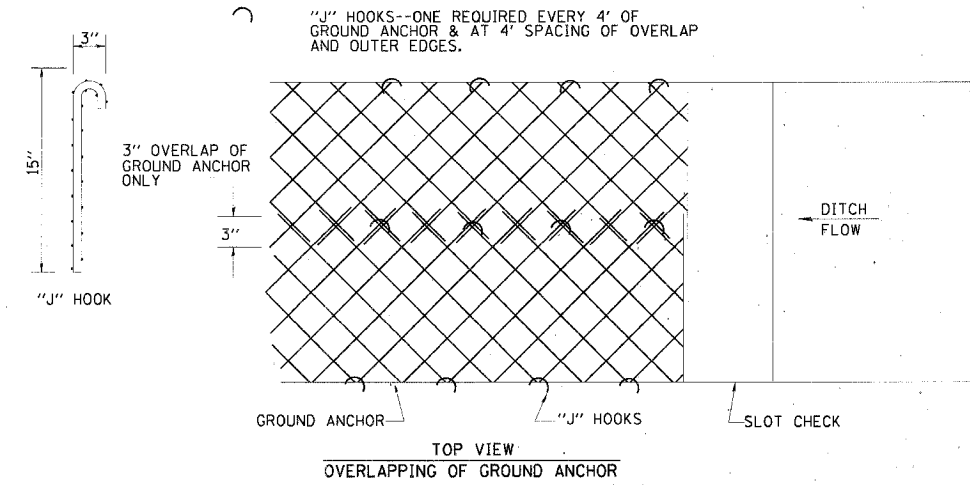 "J" HOOKS--ONE REQUIRED EVERY 4' OF
GROUND ANCHOR & AT 4' SPACING OF OVERLAP
AND OUTER EDGES.
3"
15"
"J" HOOK
3" OVERLAP OF
GROUND ANCHOR
ONLY
3"
DITCH
FLOW
GROUND ANCHOR
"J" HOOKS
SLOT CHECK
TOP VIEW
OVERLAPPING OF GROUND ANCHOR